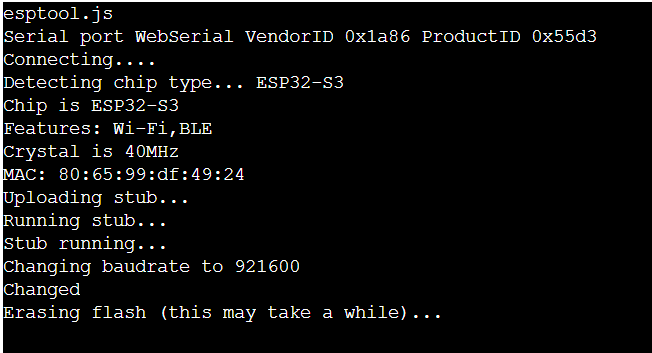 esptool.js
Serial port WebSerial VendorID 0x1a86 ProductID 0x55d3
Connecting....
Detecting chip type... ESP32-S3
Chip is ESP32-S3
Features: Wi-Fi,BLE
Crystal is 40MHz
MAC: 80:65:99:df:49:24
Uploading stub...
Running stub...
Stub running...
Changing baudrate to 921600
Changed
Erasing flash (this may take a while)...